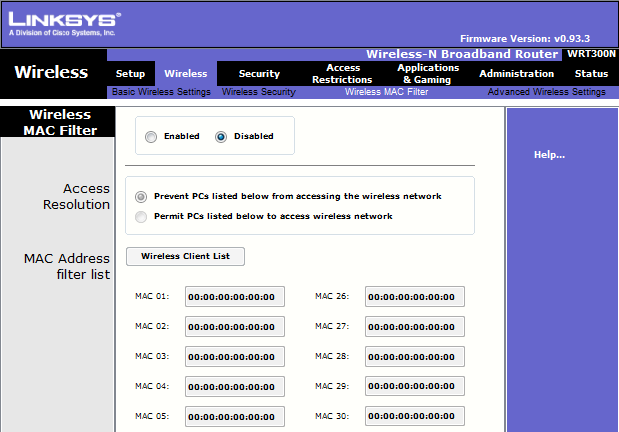 LINKSYS®
A Division of Cisco Systems, Inc.
Firmware Version: v0.93.3
Wireless-N Broadband Router WRT300N
Wireless
Setup Wireless Security Access Restrictions Applications & Gaming Administration Status
Basic Wireless Settings Wireless Security Wireless MAC Filter Advanced Wireless Settings
Wireless
MAC Filter
Enabled Disabled
Help...
Access
Resolution
Prevent PCs listed below from accessing the wireless network
Permit PCs listed below to access wireless network
MAC Address
filter list
Wireless Client List
MAC 01: 00:00:00:00:00:00 MAC 26: 00:00:00:00:00:00
MAC 02: 00:00:00:00:00:00 MAC 27: 00:00:00:00:00:00
MAC 03: 00:00:00:00:00:00 MAC 28: 00:00:00:00:00:00
MAC 04: 00:00:00:00:00:00 MAC 29: 00:00:00:00:00:00
MAC 05: 00:00:00:00:00:00 MAC 30: 00:00:00:00:00:00